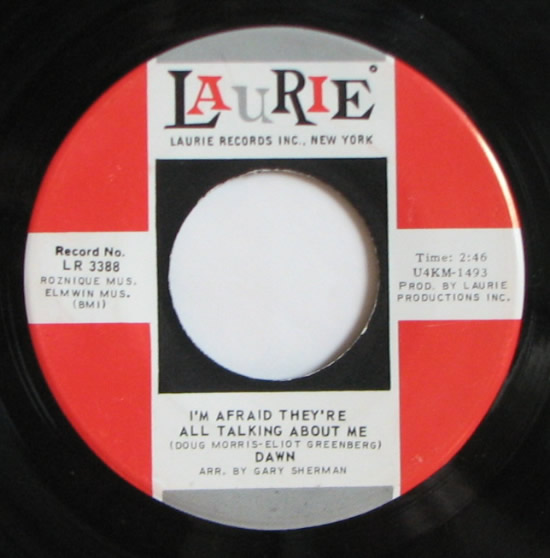 LAuRIE
LAURIE RECORDS INC., NEW YORK
Record No.
LR 3388
ROZNIQUE MUS.
ELMWIN MUS.
(BMI)
Time: 2:46
U4KM-1493
PROD. BY LAURIE
PRODUCTIONS INC.
I'M AFRAID THEY'RE
ALL TALKING ABOUT ME
(DOUG MORRIS-ELIOT GREENBERG)
DAWN
ARR. BY GARY SHERMAN